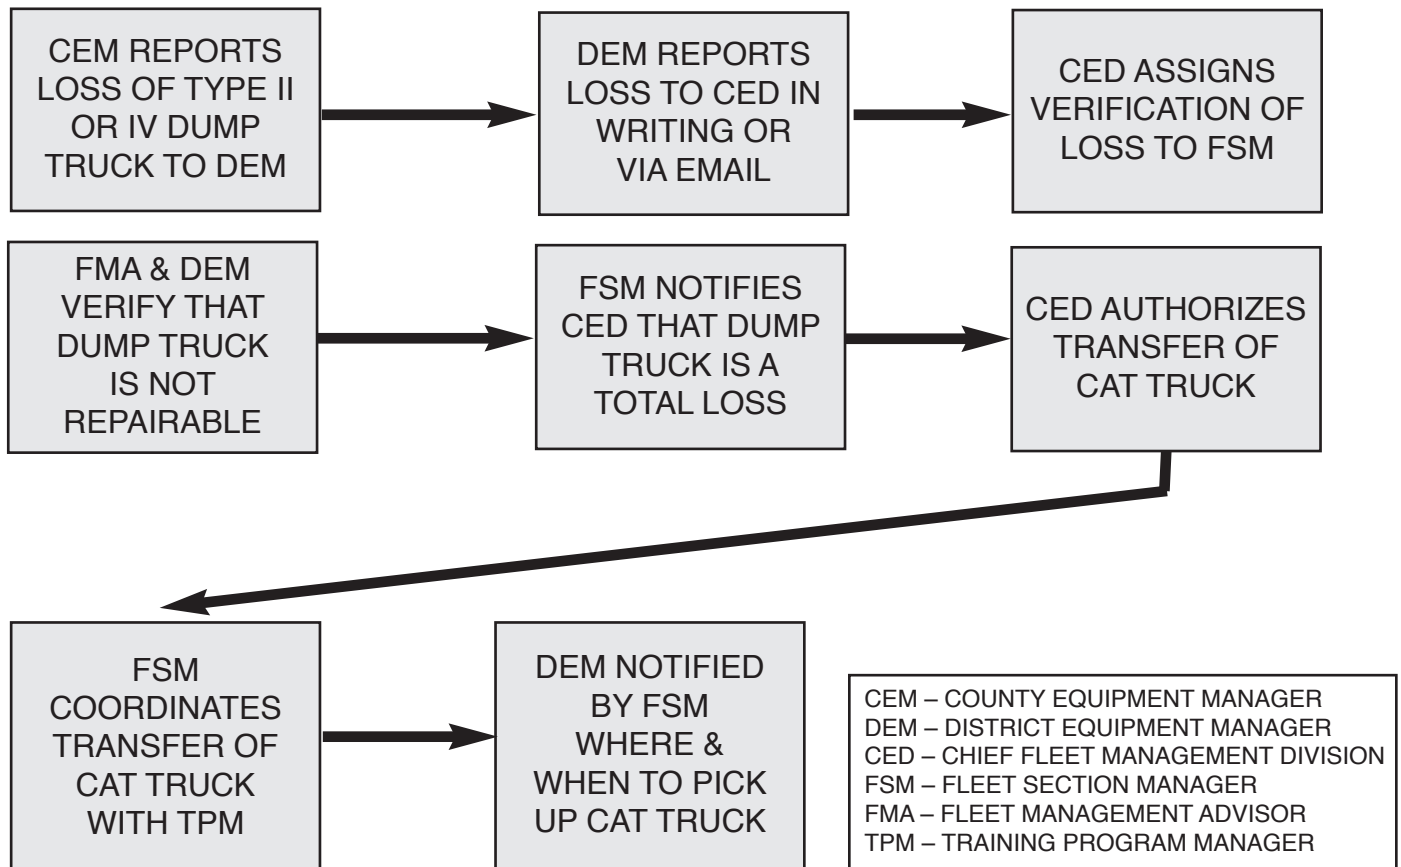 CEM REPORTS
LOSS OF TYPE II
OR IV DUMP
TRUCK TO DEM
DEM REPORTS
LOSS TO CED IN
WRITING OR
VIA EMAIL
CED ASSIGNS
VERIFICATION OF
LOSS TO FSM
FMA & DEM
VERIFY THAT
DUMP TRUCK
IS NOT
REPAIRABLE
FSM NOTIFIES
CED THAT DUMP
TRUCK IS A
TOTAL LOSS
CED AUTHORIZES
TRANSFER OF
CAT TRUCK
FSM
COORDINATES
TRANSFER OF
CAT TRUCK
WITH TPM
DEM NOTIFIED
BY FSM
WHERE &
WHEN TO PICK
UP CAT TRUCK
CEM – COUNTY EQUIPMENT MANAGER
DEM – DISTRICT EQUIPMENT MANAGER
CED – CHIEF FLEET MANAGEMENT DIVISION
FSM – FLEET SECTION MANAGER
FMA – FLEET MANAGEMENT ADVISOR
TPM – TRAINING PROGRAM MANAGER